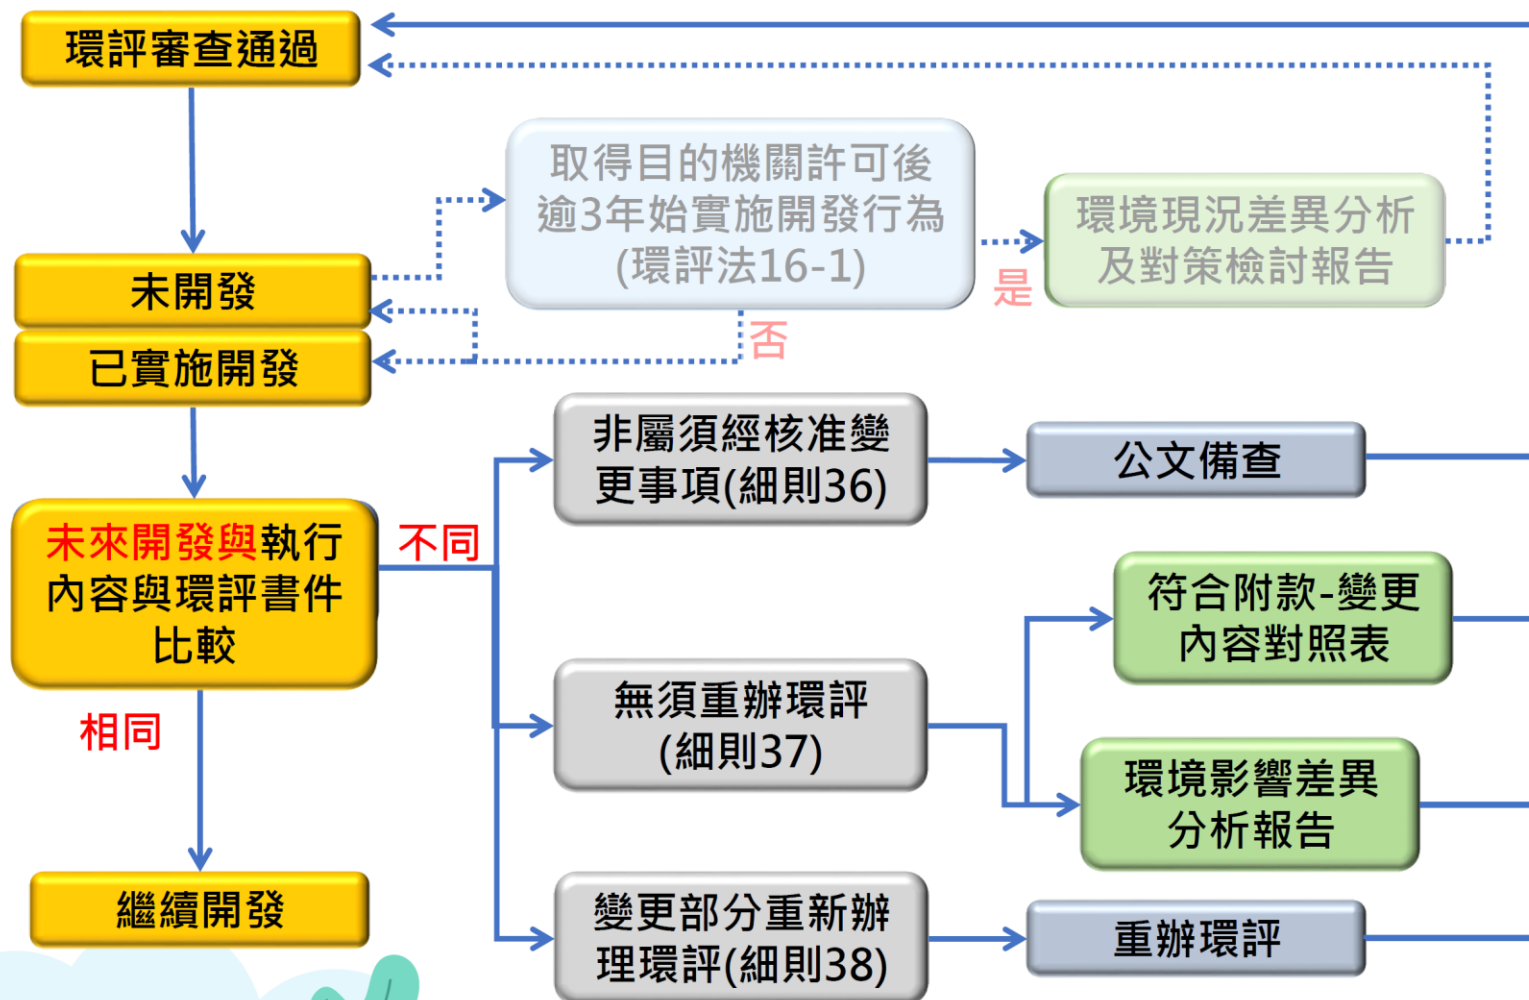 環評審查通過
取得目的機關許可後
逾3年始實施開發行為
(環評法16-1)
是
環境現況差異分析
及對策檢討報告
否
未開發
已實施開發
未來開發與執行
內容與環評書件
比較
不同
相同
繼續開發
非屬須經核准變
更事項(細則36)
公文備查
無須重辦環評
(細則37)
符合附款-變更
內容對照表
環境影響差異
分析報告
變更部分重新辦
理環評(細則38)
重辦環評